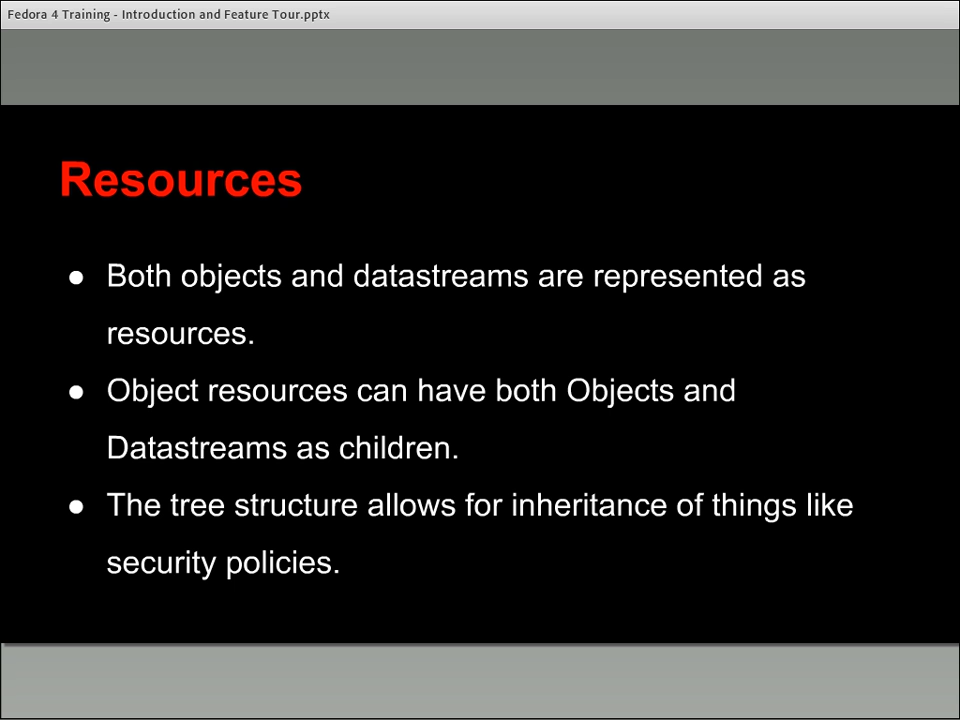 Fedora 4 Training - Introduction and Feature Tour.pptx
Resources
● Both objects and datastreams are represented as
resources.
● Object resources can have both Objects and
Datastreams as children.
● The tree structure allows for inheritance of things like
security policies.